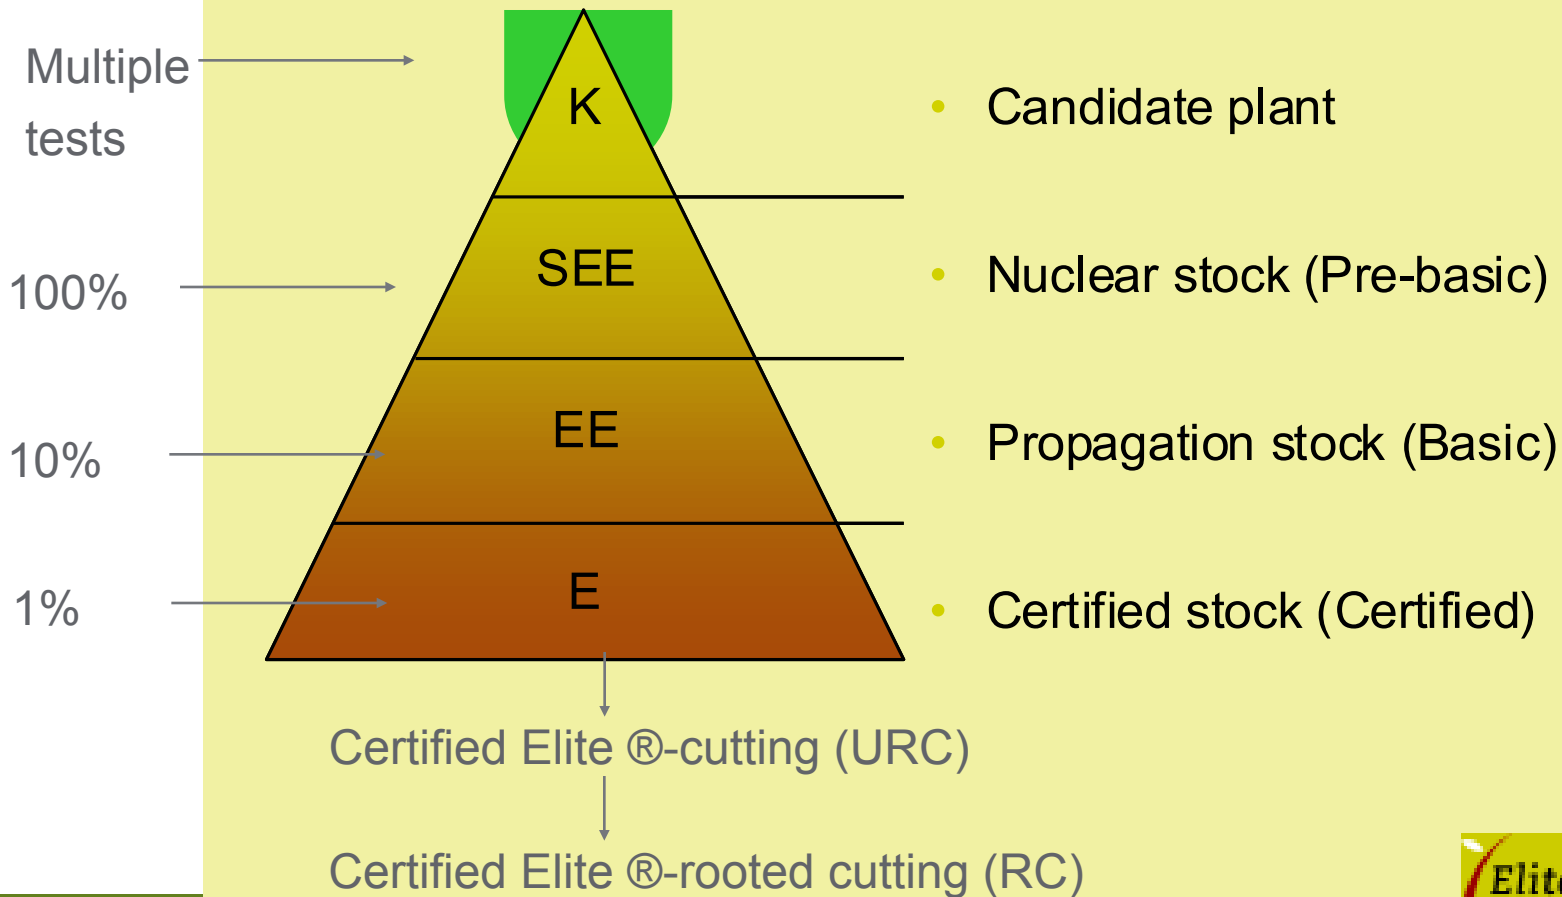 Multiple
tests
K
• Candidate plant
100%
SEE
• Nuclear stock (Pre-basic)
10%
EE
• Propagation stock (Basic)
1%
E
• Certified stock (Certified)
Certified Elite ®-cutting (URC)
Certified Elite ®-rooted cutting (RC)
Elite